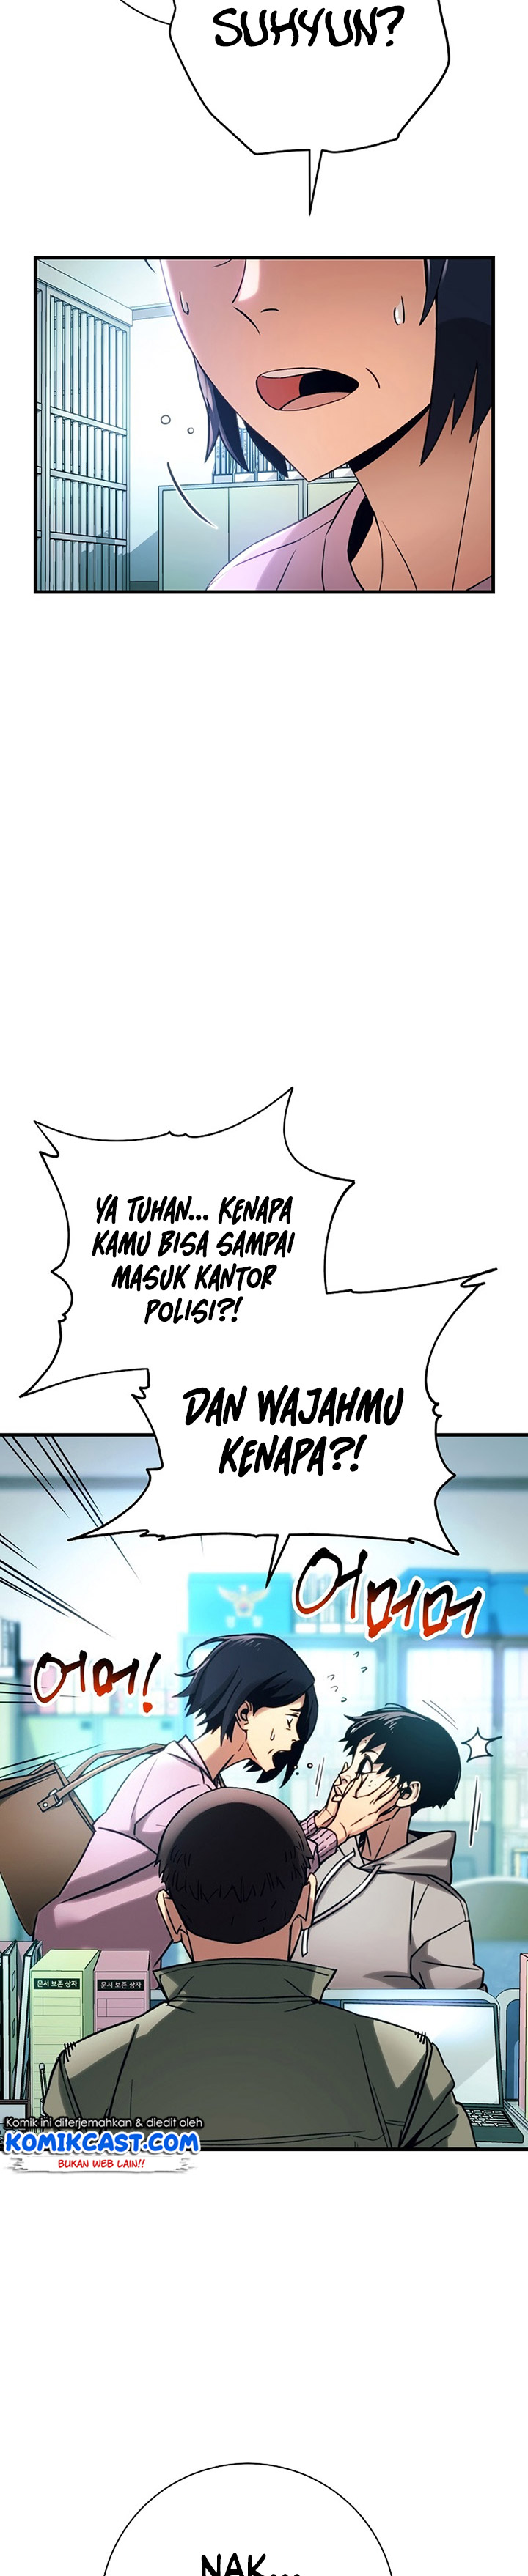 SUHYUN?
YA TUHAN... KENAPA
KAMU BISA SAMPAI
MASUK KANTOR
POLISI?!
DAN WAJAHMU
KENAPA?!
어머머
어머!
문서 보존 상자
문서 보존 상자
Komik ini diterjemahkan & diedit oleh
KOMIKCAST.COM
BUKAN WEB LAIN!!
NAK...